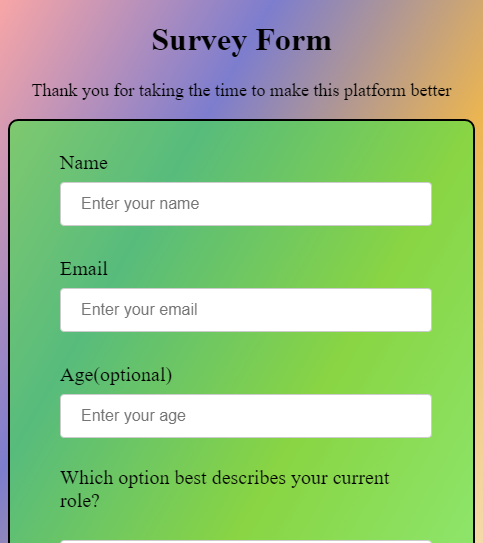 Survey Form
Thank you for taking the time to make this platform better
Name
Enter your name
Email
Enter your email
Age(optional)
Enter your age
Which option best describes your current
role?